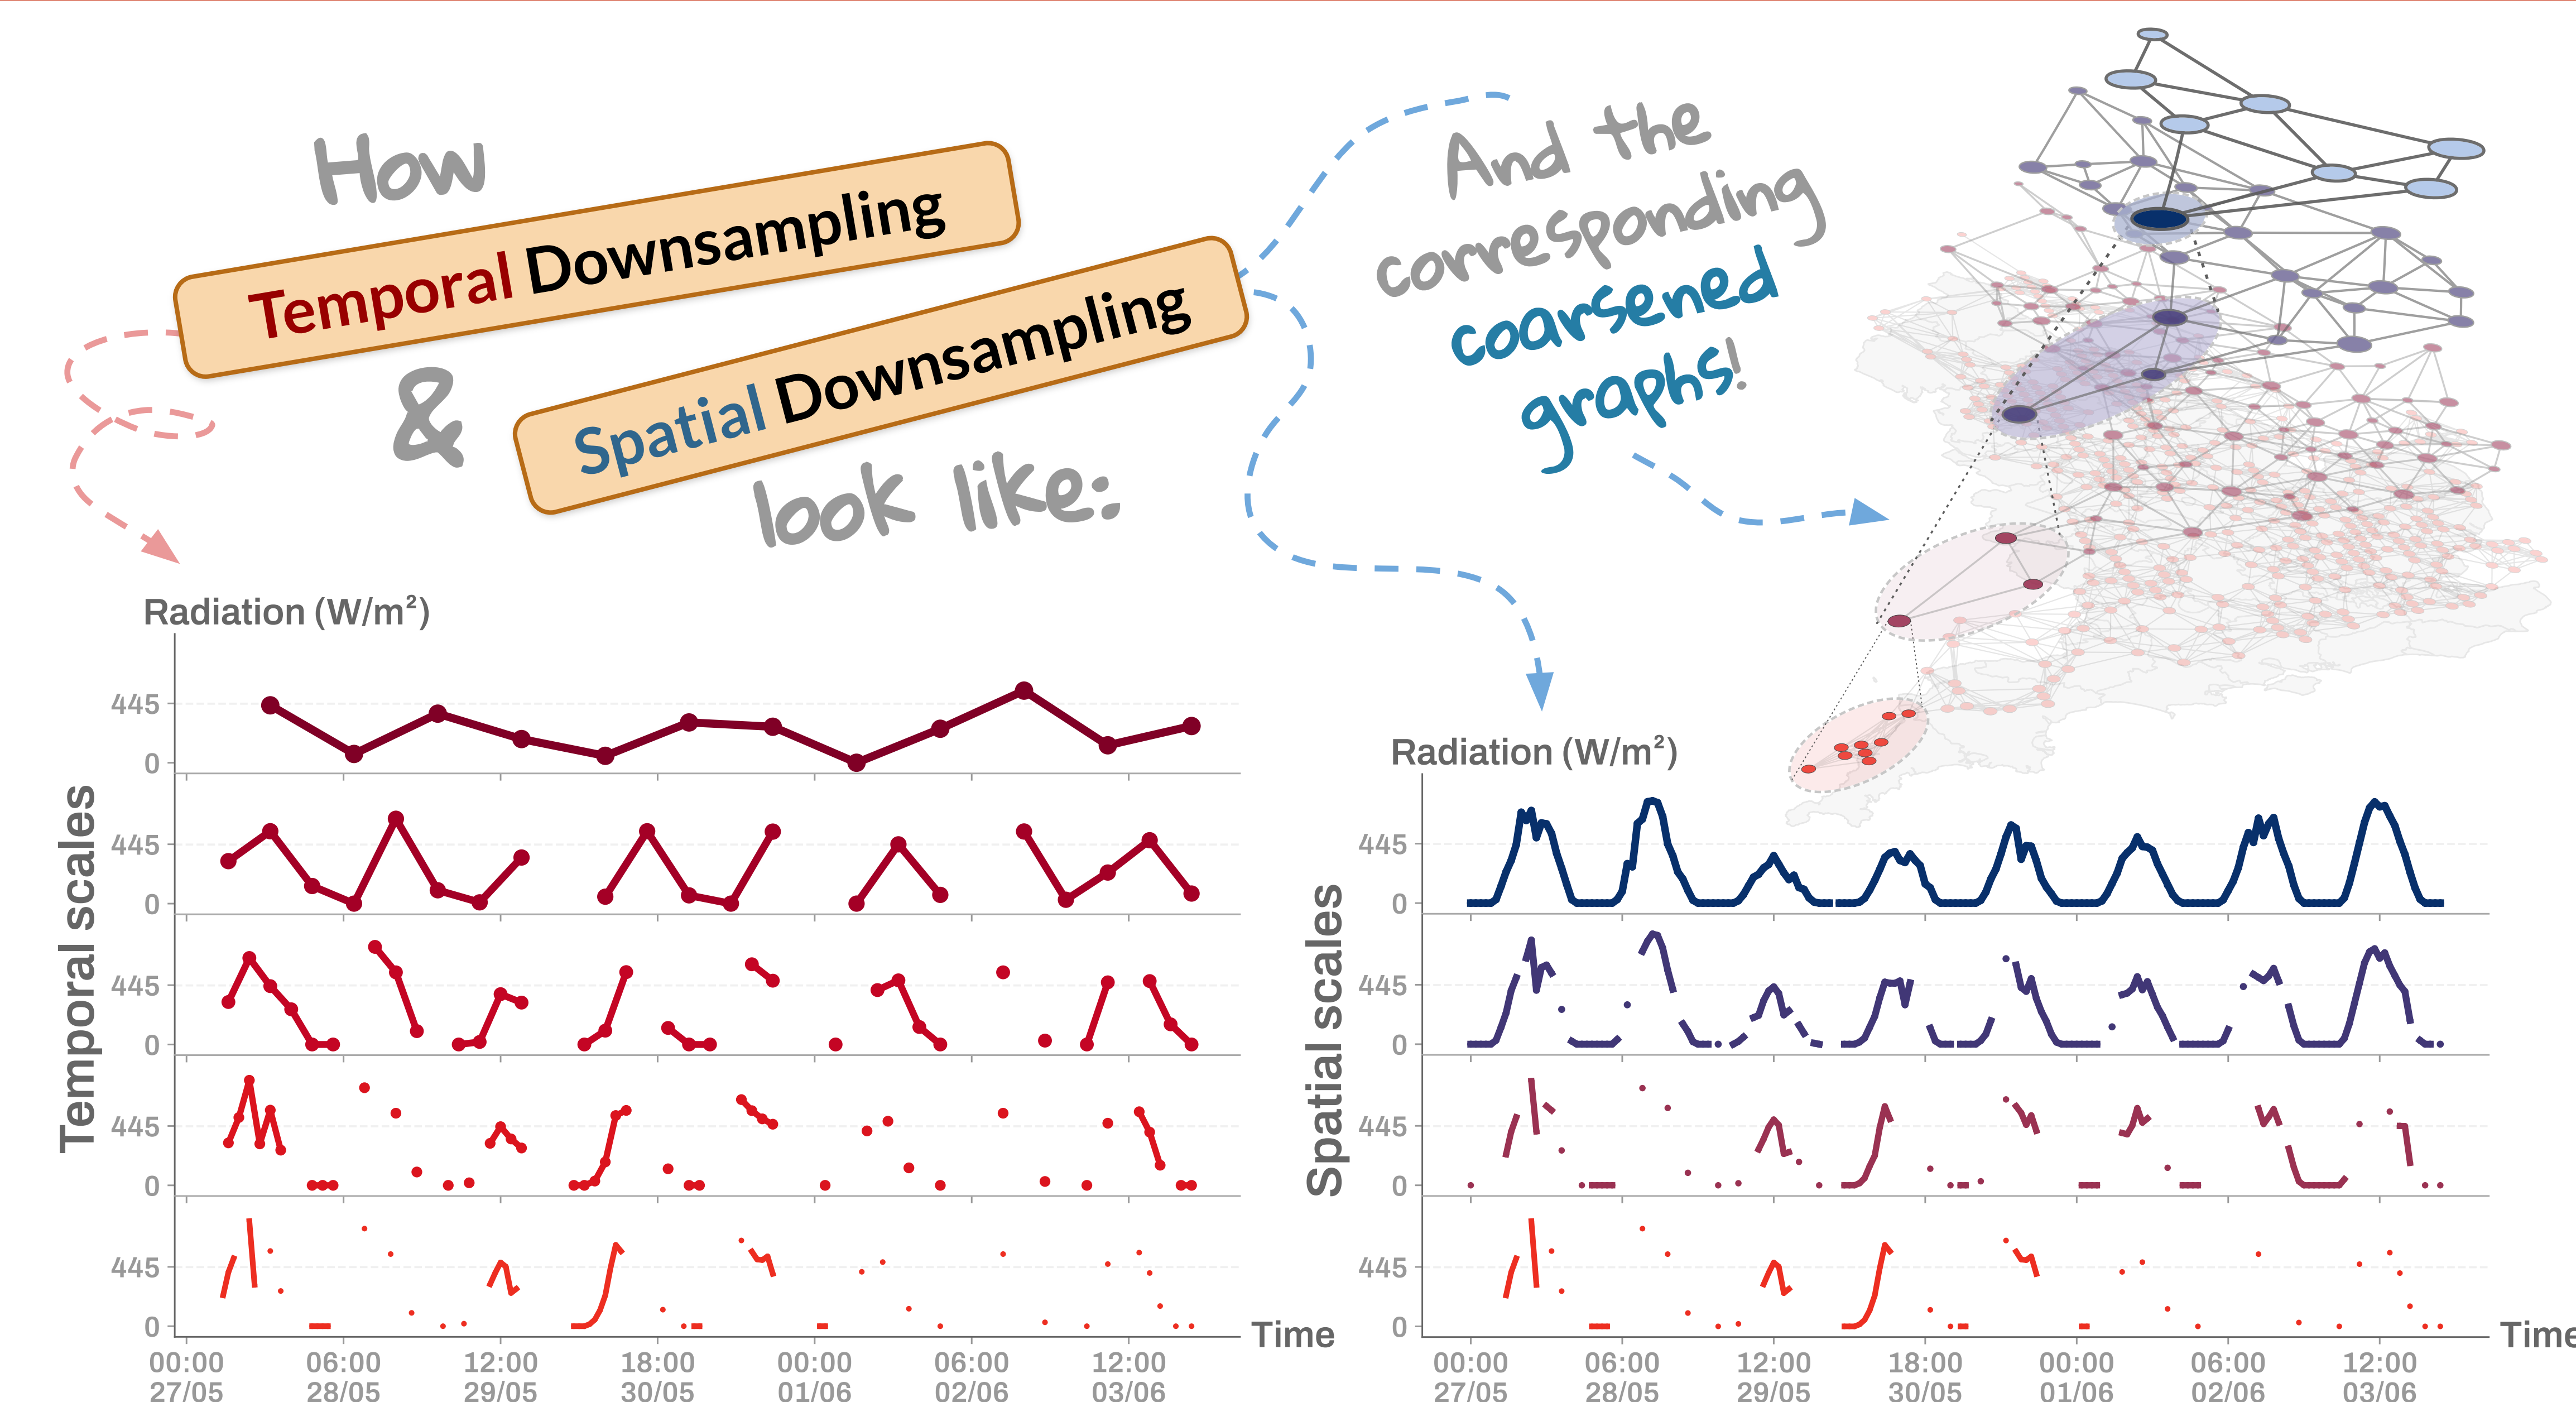 How
Temporal Downsampling
&
Spatial Downsampling
look like:
And the
corresponding
coarsened
graphs!
Radiation (W/m²)
Temporal scales
445
0
445
0
445
0
445
0
445
0
00:00 06:00 12:00 18:00 00:00 06:00 12:00
27/05 28/05 29/05 30/05 01/06 02/06 03/06
Time
Radiation (W/m²)
Spatial scales
445
0
445
0
445
0
445
0
445
0
00:00 06:00 12:00 18:00 00:00 06:00 12:00
27/05 28/05 29/05 30/05 01/06 02/06 03/06
Time